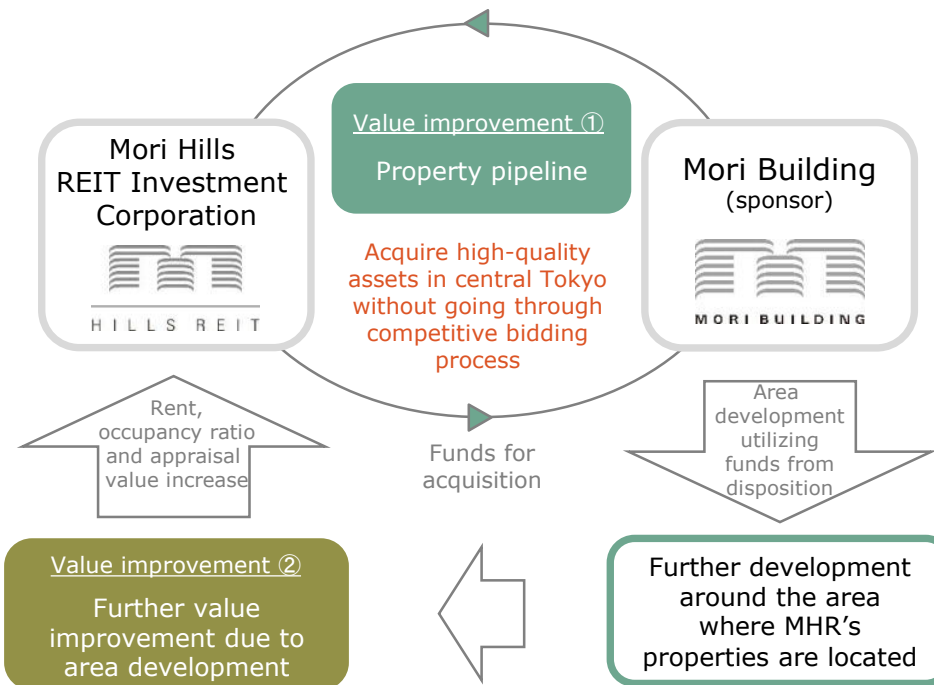 Value improvement ①
Property pipeline
Mori Hills
REIT Investment
Corporation
HILLS REIT
Mori Building
(sponsor)
MORI BUILDING
Acquire high-quality
assets in central Tokyo
without going through
competitive bidding
process
Rent,
occupancy ratio
and appraisal
value increase
Funds for
acquisition
Area
development
utilizing
funds from
disposition
Value improvement ②
Further value
improvement due to
area development
Further development
around the area
where MHR's
properties are located